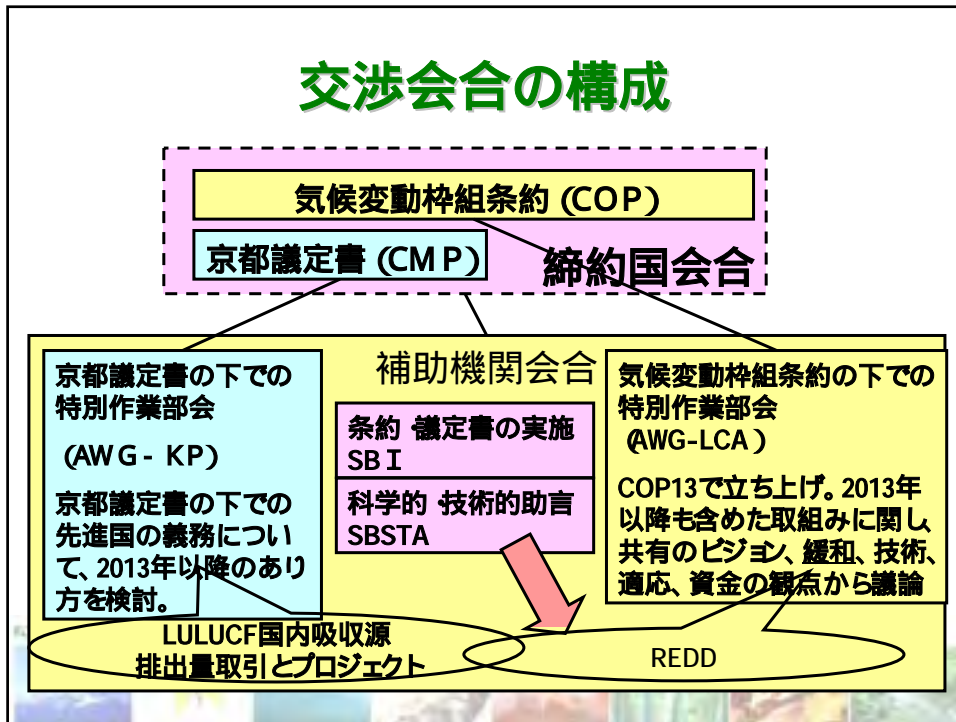 交渉会合の構成
気候変動枠組条約 (COP)
京都議定書 (CMP)
締約国会合
補助機関会合
京都議定書の下での
特別作業部会
(AWG- KP)
京都議定書の下での
先進国の義務につい
て、2013年以降のあり
方を検討。
条約・議定書の実施
SBI
科学的・技術的助言
SBSTA
気候変動枠組条約の下での
特別作業部会
(AWG-LCA)
COP13で立ち上げ。2013年
以降も含めた取組みに関し、
共有のビジョン、緩和、技術、
適応、資金の観点から議論
LULUCF国内吸収源
排出量取引とプロジェクト
REDD